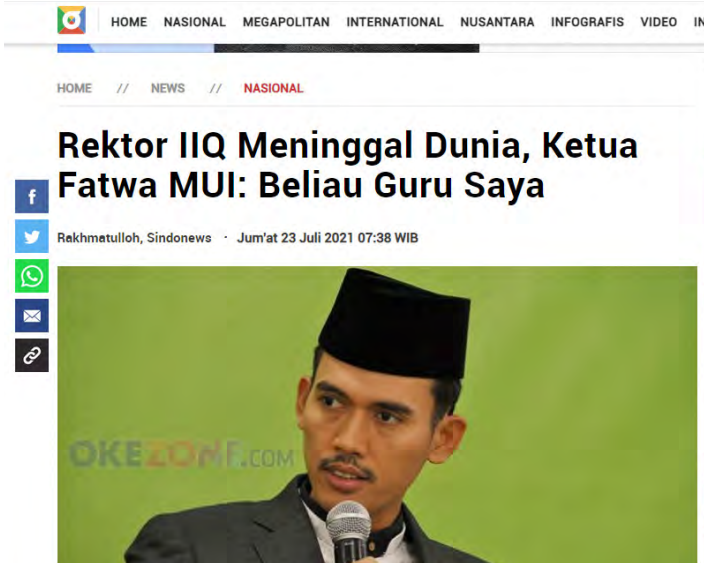 HOME NASIONAL MEGAPOLITAN INTERNATIONAL NUSANTARA INFOGRAFIS VIDEO
HOME // NEWS // NASIONAL
Rektor IIQ Meninggal Dunia, Ketua
Fatwa MUI: Beliau Guru Saya
Rakhmatulloh, Sindonews · Jum'at 23 Juli 2021 07:38 WIB
OKEZONE.COM